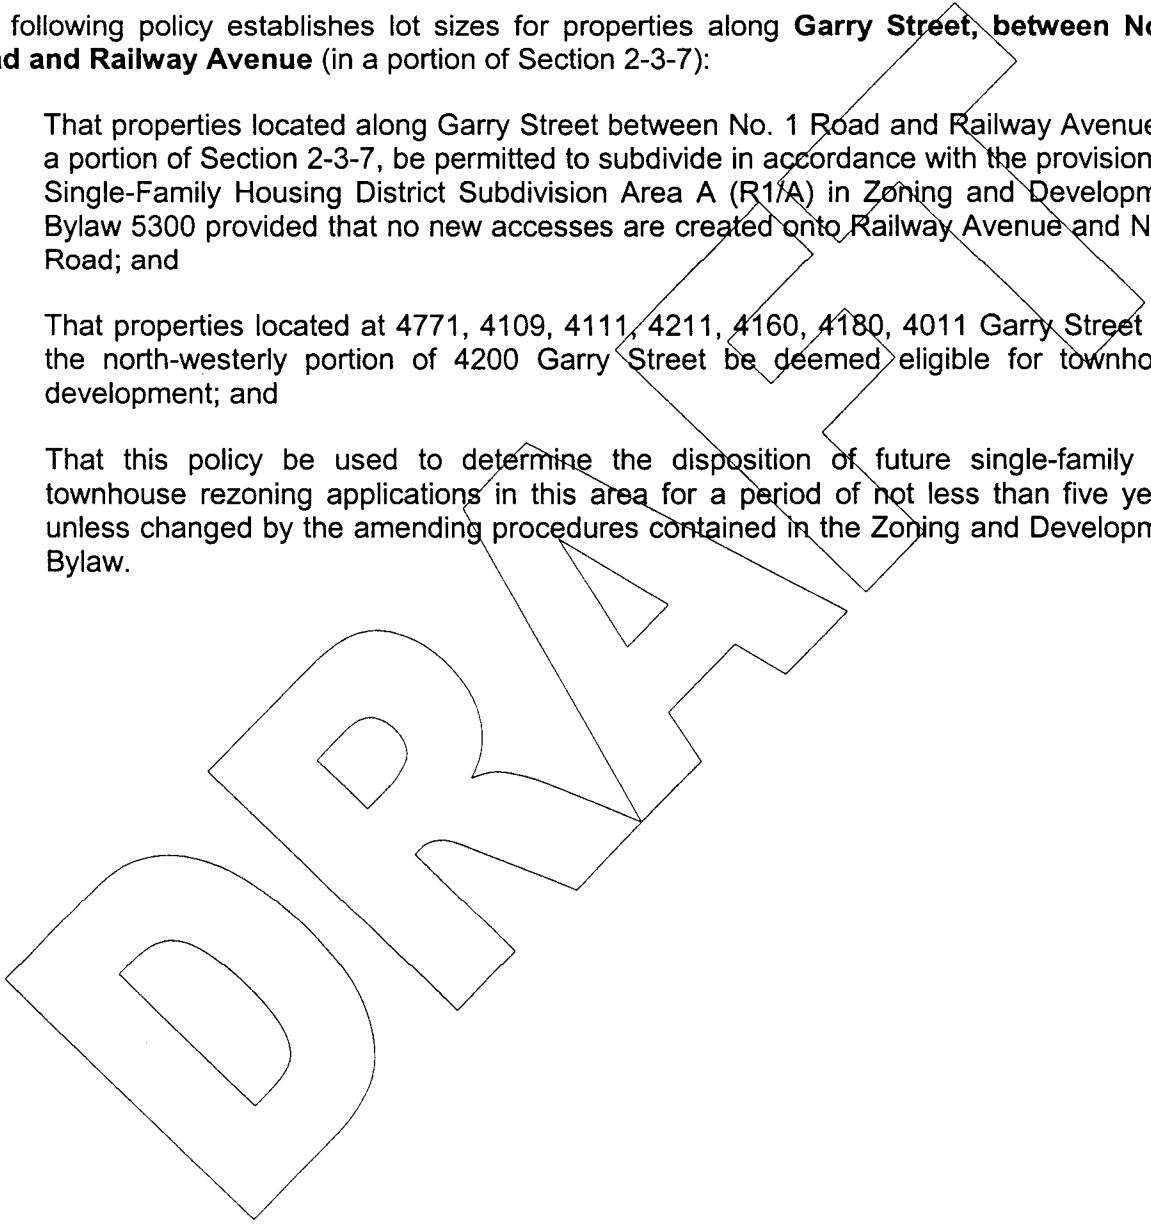 following policy establishes lot sizes for properties along Garry Street, between No
ad and Railway Avenue (in a portion of Section 2-3-7):
That properties located along Garry Street between No. 1 Road and Railway Avenue
a portion of Section 2-3-7, be permitted to subdivide in accordance with the provision
Single-Family Housing District Subdivision Area A (R1/A) in Zoning and Developm
Bylaw 5300 provided that no new accesses are created onto Railway Avenue and N
Road; and
That properties located at 4771, 4109, 4111, 4211, 4160, 4180, 4011 Garry Street
the north-westerly portion of 4200 Garry Street be deemed eligible for townho
development; and
That this policy be used to determine the disposition of future single-family
townhouse rezoning applications in this area for a period of not less than five ye
unless changed by the amending procedures contained in the Zoning and Developm
Bylaw.
DRAFT